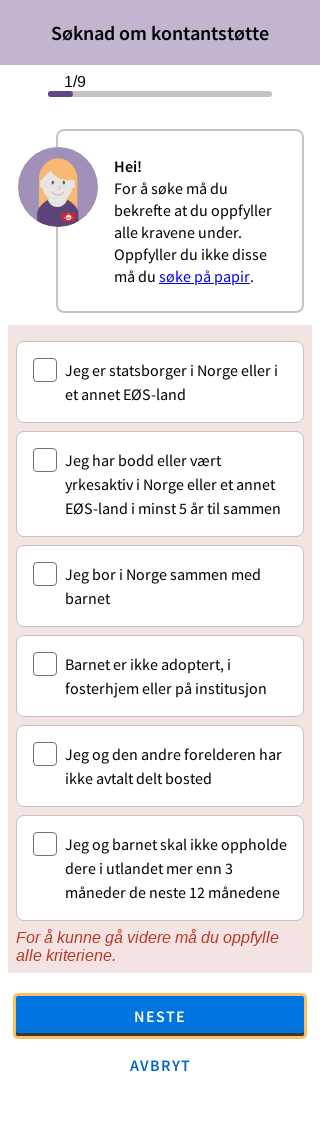 Søknad om kontantstøtte
1/9
Hei!
For å søke må du
bekrefte at du oppfyller
alle kravene under.
Oppfyller du ikke disse
må du søke på papir.
Jeg er statsborger i Norge eller i
et annet EØS-land
Jeg har bodd eller vært
yrkesaktiv i Norge eller et annet
EØS-land i minst 5 år til sammen
Jeg bor i Norge sammen med
barnet
Barnet er ikke adoptert, i
fosterhjem eller på institusjon
Jeg og den andre forelderen har
ikke avtalt delt bosted
Jeg og barnet skal ikke oppholde
dere i utlandet mer enn 3
måneder de neste 12 månedene
For å kunne gå videre må du oppfylle
alle kriteriene.
NESTE
AVBRYT